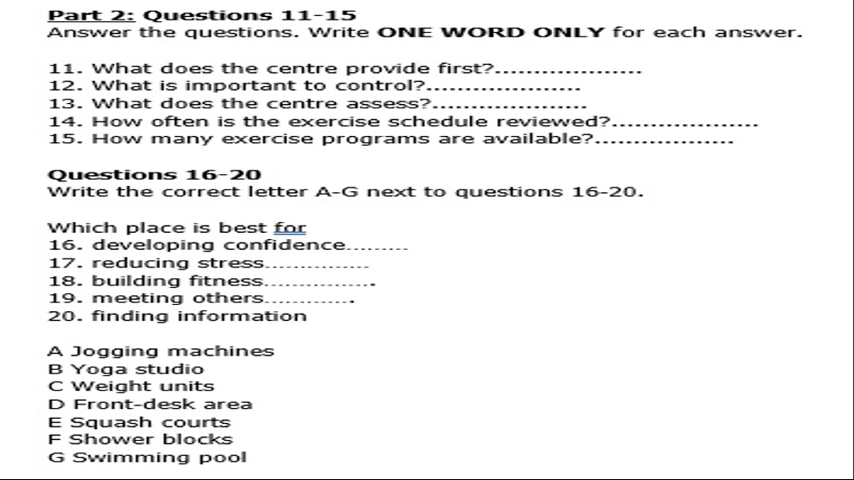 Part 2: Questions 11-15
Answer the questions. Write ONE WORD ONLY for each answer.
11. What does the centre provide first?...................
12. What is important to control?....................
13. What does the centre assess?....................
14. How often is the exercise schedule reviewed?...................
15. How many exercise programs are available?..................
Questions 16-20
Write the correct letter A-G next to questions 16-20.
Which place is best for
16. developing confidence.........
17. reducing stress...............
18. building fitness................
19. meeting others.............
20. finding information
A Jogging machines
B Yoga studio
C Weight units
D Front-desk area
E Squash courts
F Shower blocks
G Swimming pool